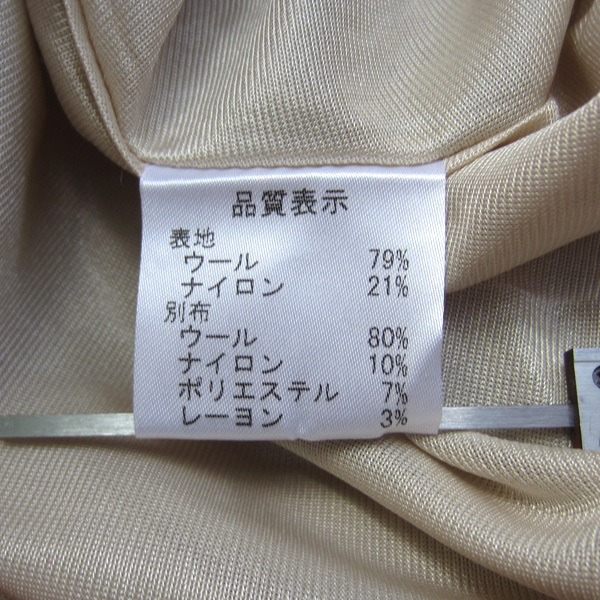 品質表示
表地
ウール 79%
ナイロン 21%
別布
ウール 80%
ナイロン 10%
ポリエステル 7%
レーヨン 3%